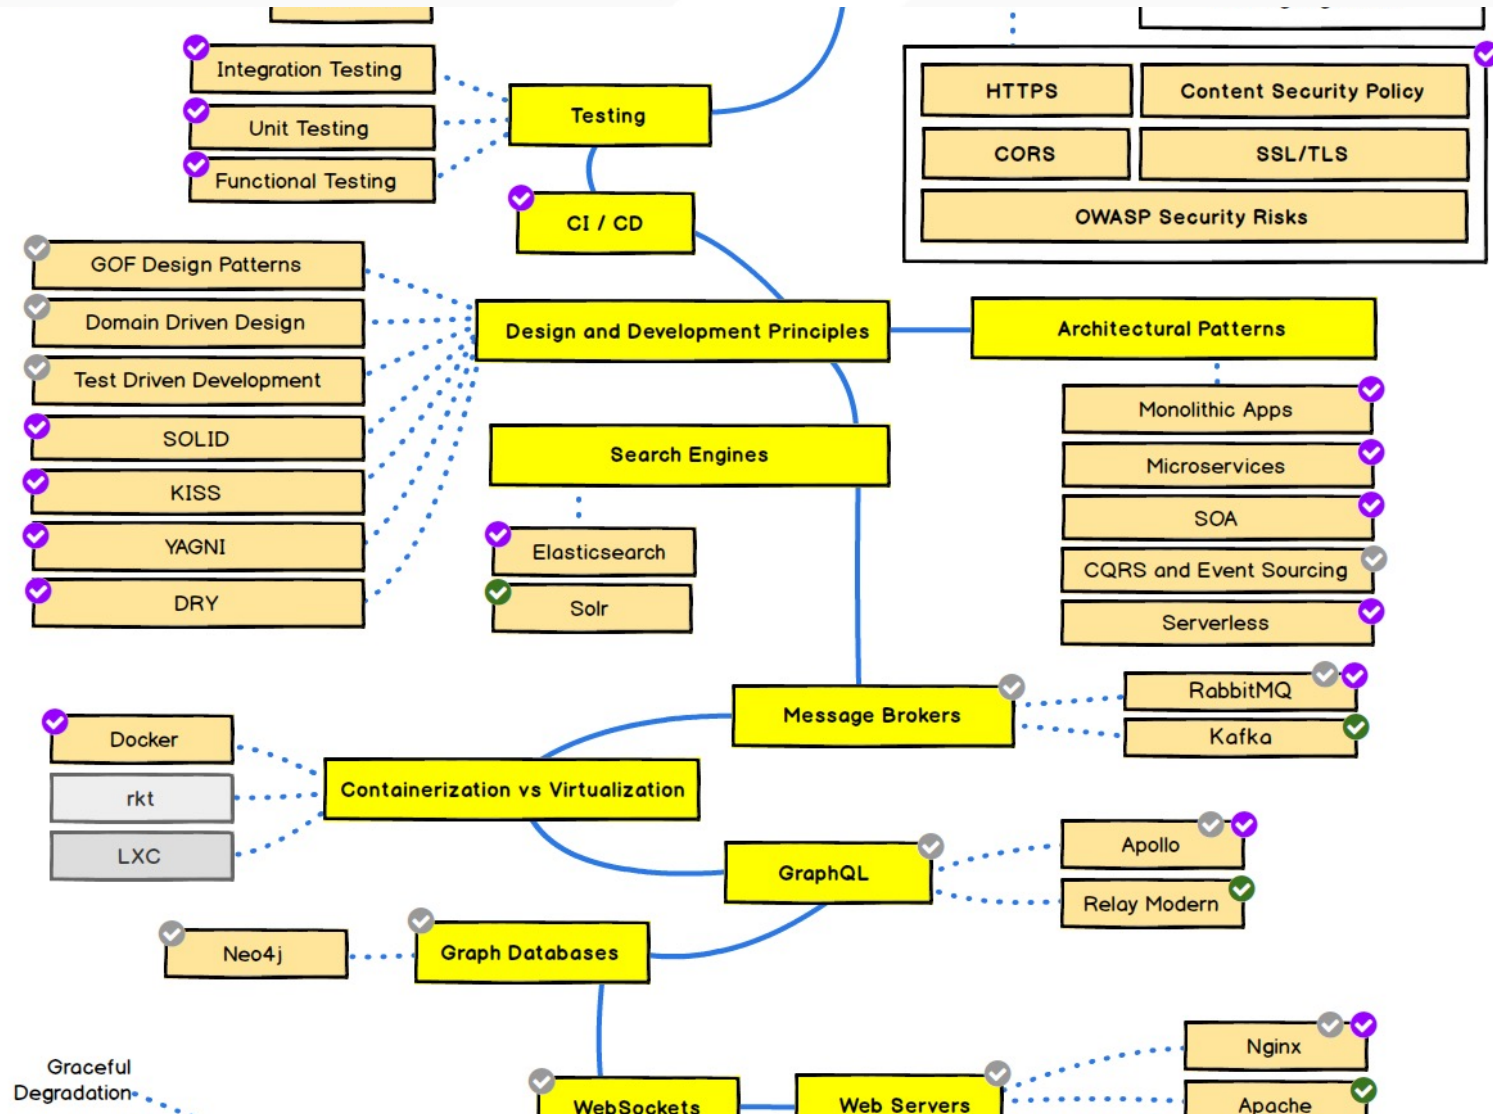 Integration Testing
Unit Testing
Functional Testing
Testing
CI / CD
HTTPS
Content Security Policy
CORS
SSL/TLS
OWASP Security Risks
GOF Design Patterns
Domain Driven Design
Test Driven Development
SOLID
KISS
YAGNI
DRY
Design and Development Principles
Architectural Patterns
Monolithic Apps
Microservices
SOA
CQRS and Event Sourcing
Serverless
Search Engines
Elasticsearch
Solr
Message Brokers
RabbitMQ
Kafka
Docker
rkt
LXC
Containerization vs Virtualization
GraphQL
Apollo
Relay Modern
Neo4j
Graph Databases
Graceful
Degradation
WebSockets
Web Servers
Nginx
Apache